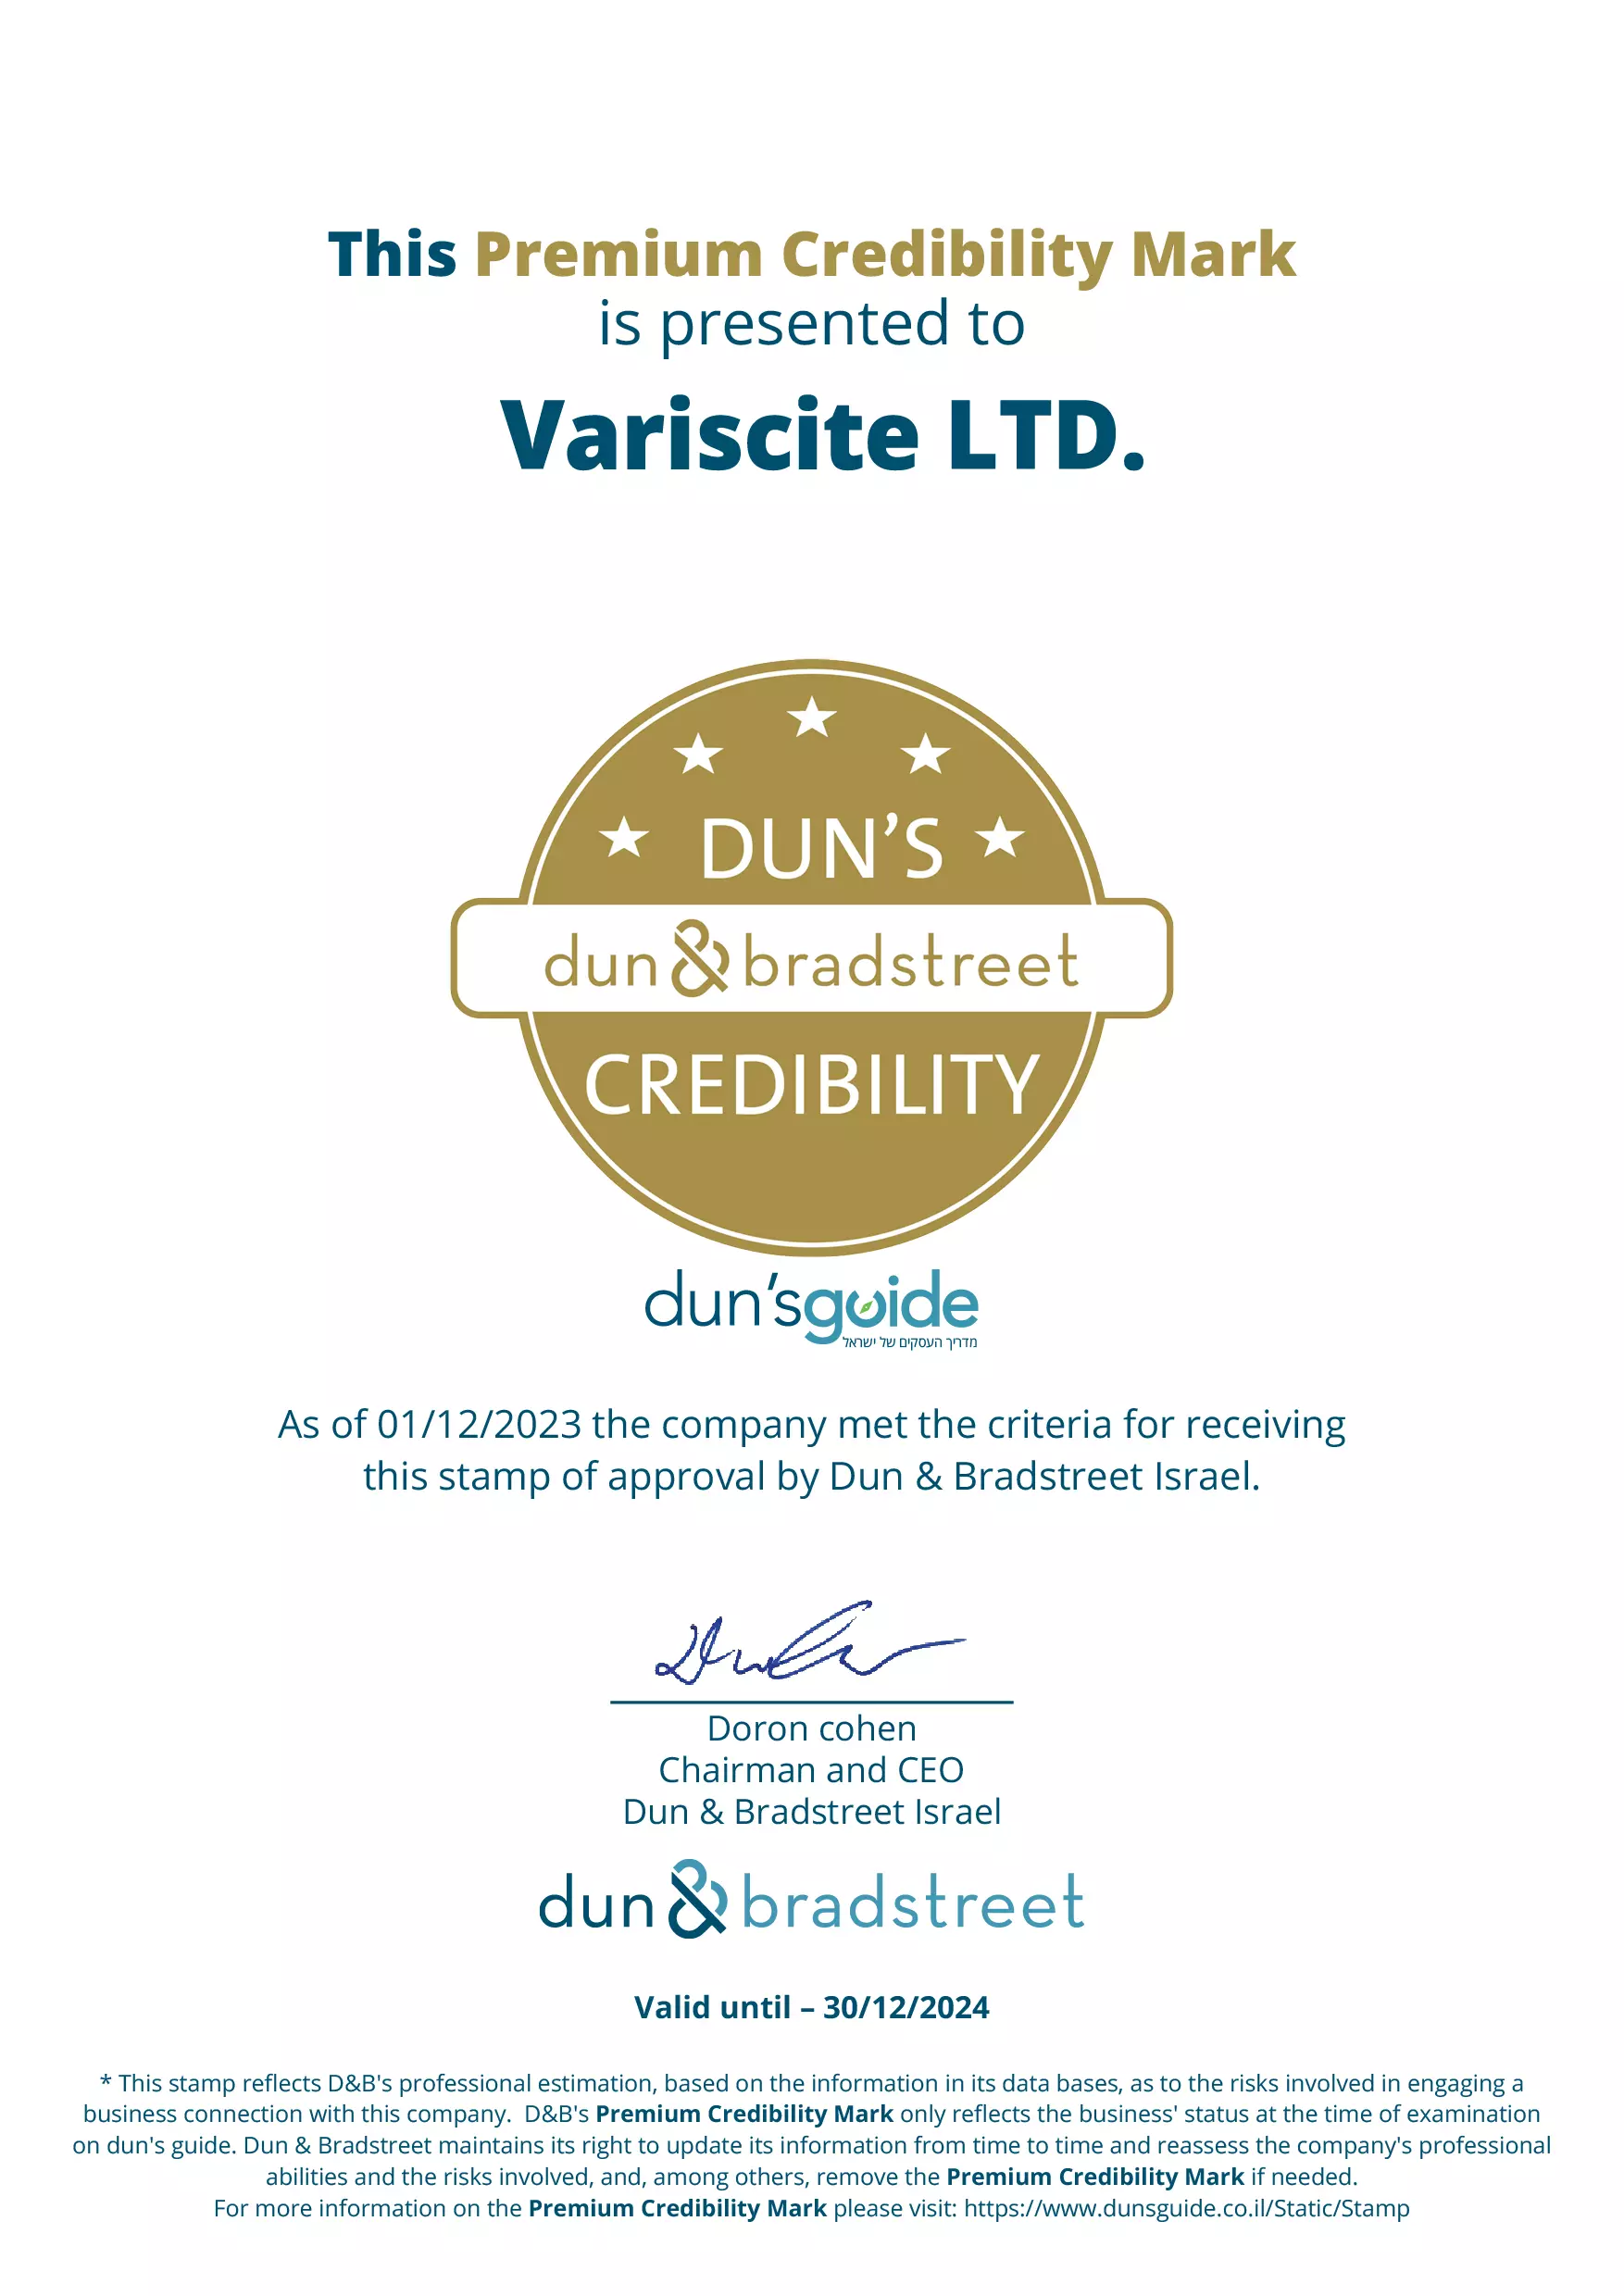 This Premium Credibility Mark
is presented to
Variscite LTD.
DUN'S
dun & bradstreet
CREDIBILITY
dun'sguide
מדריך העסקים של ישראל
As of 01/12/2023 the company met the criteria for receiving
this stamp of approval by Dun & Bradstreet Israel.
Doron cohen
Chairman and CEO
Dun & Bradstreet Israel
dun & bradstreet
Valid until – 30/12/2024
* This stamp reflects D&B's professional estimation, based on the information in its data bases, as to the risks involved in engaging a
business connection with this company. D&B's Premium Credibility Mark only reflects the business' status at the time of examination
on dun's guide. Dun & Bradstreet maintains its right to update its information from time to time and reassess the company's professional
abilities and the risks involved, and, among others, remove the Premium Credibility Mark if needed.
For more information on the Premium Credibility Mark please visit: https://www.dunsguide.co.il/Static/Stamp